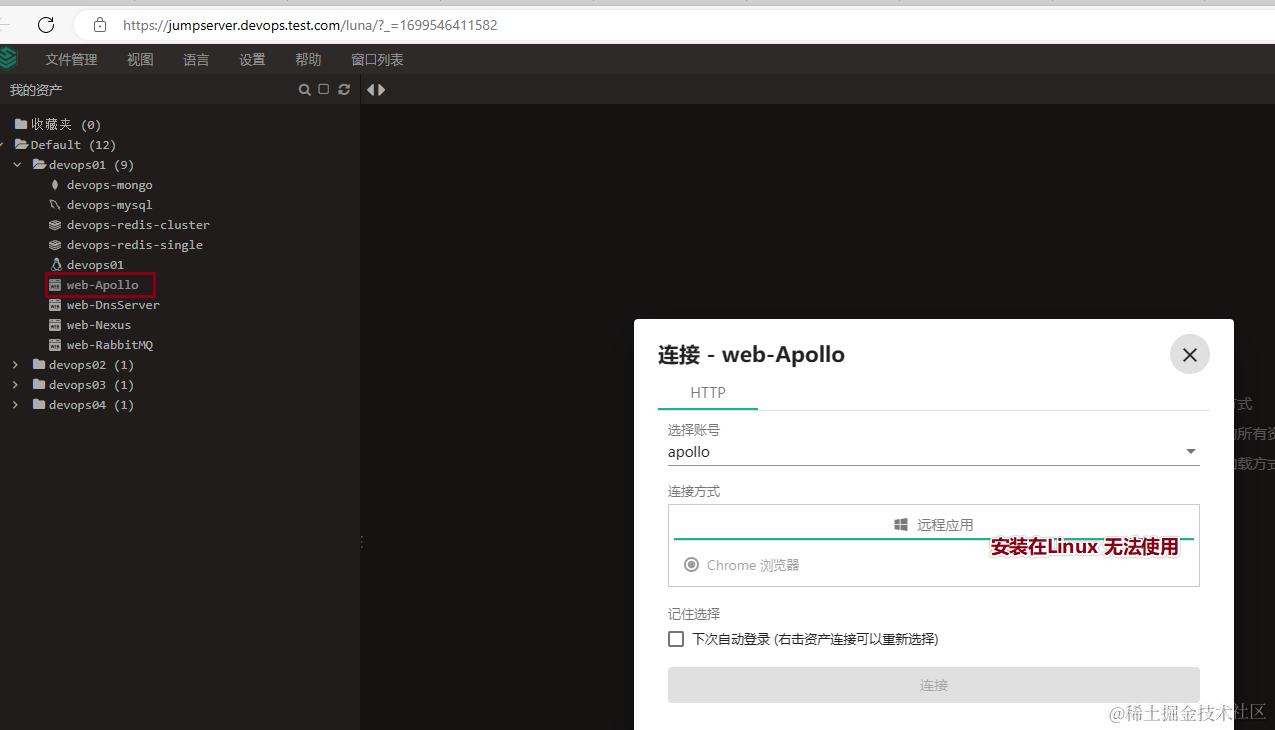 https://jumpserver.devops.test.com/luna/?_=1699546411582
文件管理 视图 语言 设置 帮助 窗口列表
我的资产
收藏夹 (0)
Default (12)
devops01 (9)
devops-mongo
devops-mysql
devops-redis-cluster
devops-redis-single
devops01
web-Apollo
web-DnsServer
web-Nexus
web-RabbitMQ
devops02 (1)
devops03 (1)
devops04 (1)
连接 - web-Apollo
HTTP
选择账号
apollo
连接方式
远程应用
安装在Linux 无法使用
Chrome 浏览器
记住选择
下次自动登录 (右击资产连接可以重新选择)
连接
方式
的所有资
加载方式
@稀土掘金技术社区